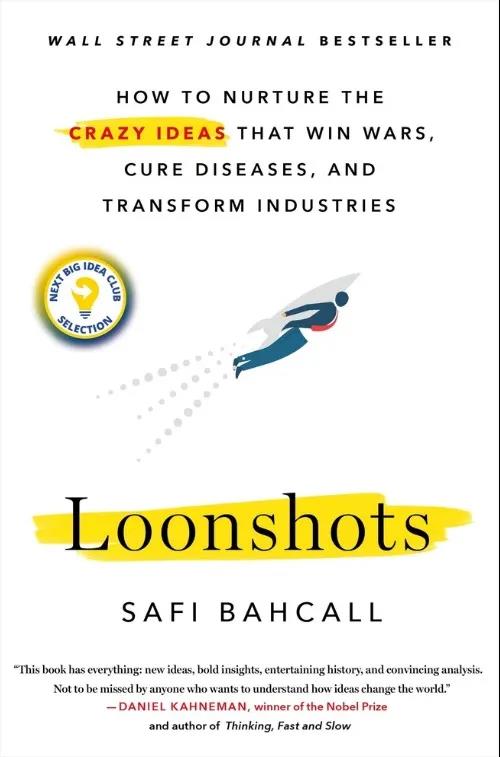 WALL STREET JOURNAL BESTSELLER
HOW TO NURTURE THE
CRAZY IDEAS THAT WIN WARS,
CURE DISEASES, AND
TRANSFORM INDUSTRIES
NEXT BIG IDEA CLUB
SELECTION
Loonshots
SAFI BAHCALL
“This book has everything: new ideas, bold insights, entertaining history, and convincing analysis.
Not to be missed by anyone who wants to understand how ideas change the world.”
—DANIEL KAHNEMAN, winner of the Nobel Prize
and author of Thinking, Fast and Slow